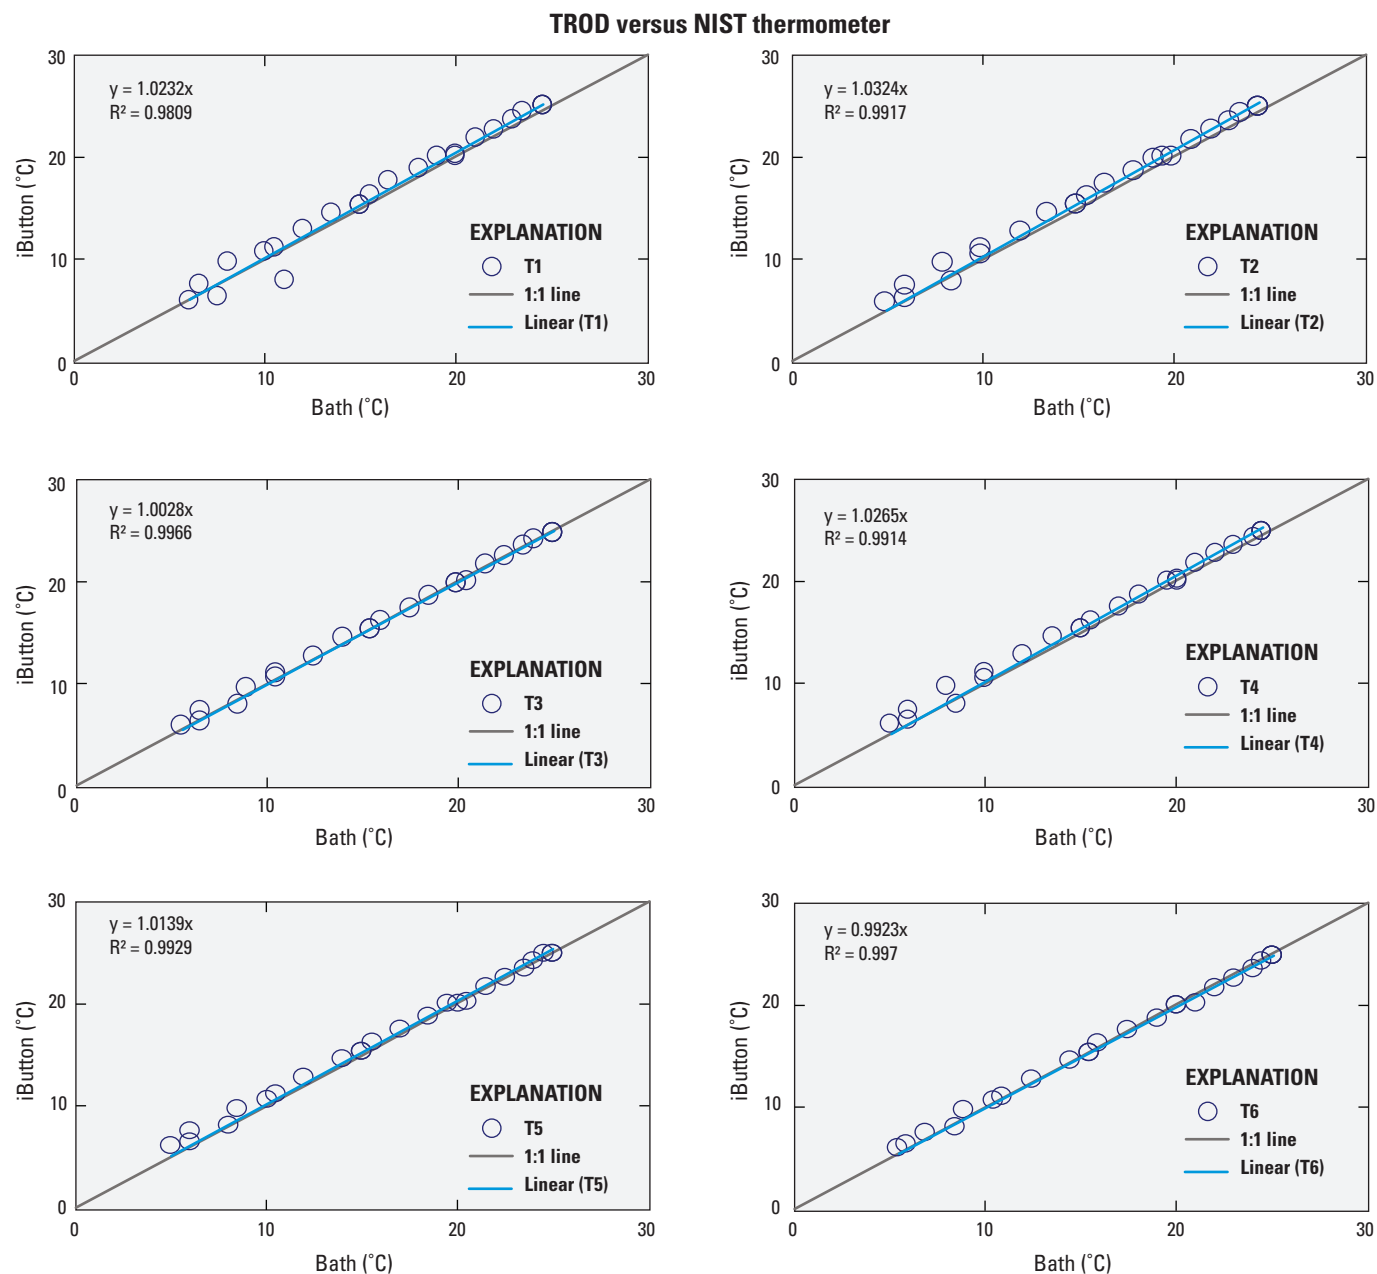 TROD versus NIST thermometer
y = 1.0232x
R² = 0.9809
30
20
10
0
iButton (˚C)
EXPLANATION
T1
1:1 line
Linear (T1)
0 10 20 30
Bath (˚C)
y = 1.0324x
R² = 0.9917
30
20
10
0
iButton (˚C)
EXPLANATION
T2
1:1 line
Linear (T2)
0 10 20 30
Bath (˚C)
y = 1.0028x
R² = 0.9966
30
20
10
0
iButton (˚C)
EXPLANATION
T3
1:1 line
Linear (T3)
0 10 20 30
Bath (˚C)
y = 1.0265x
R² = 0.9914
30
20
10
0
iButton (˚C)
EXPLANATION
T4
1:1 line
Linear (T4)
0 10 20 30
Bath (˚C)
y = 1.0139x
R² = 0.9929
30
20
10
0
iButton (˚C)
EXPLANATION
T5
1:1 line
Linear (T5)
0 10 20 30
Bath (˚C)
y = 0.9923x
R² = 0.997
30
20
10
0
iButton (˚C)
EXPLANATION
T6
1:1 line
Linear (T6)
0 10 20 30
Bath (˚C)